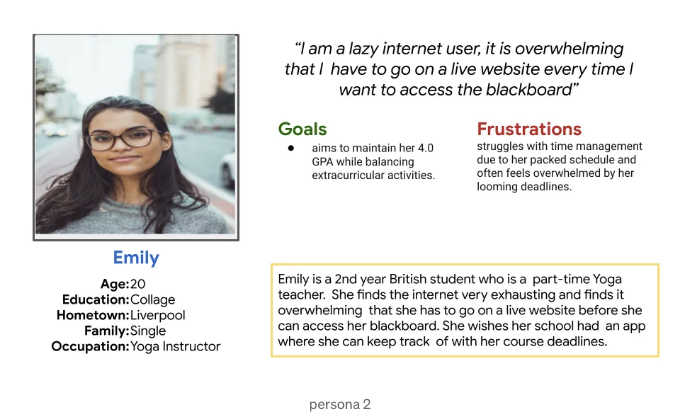 “I am a lazy internet user, it is overwhelming
that I have to go on a live website every time I
want to access the blackboard”
Goals
● aims to maintain her 4.0
GPA while balancing
extracurricular activities.
Frustrations
struggles with time management
due to her packed schedule and
often feels overwhelmed by her
looming deadlines.
Emily
Age:20
Education:Collage
Hometown:Liverpool
Family:Single
Occupation:Yoga Instructor
Emily is a 2nd year British student who is a part-time Yoga
teacher. She finds the internet very exhausting and finds it
overwhelming that she has to go on a live website before she
can access her blackboard. She wishes her school had an app
where she can keep track of with her course deadlines.
persona 2